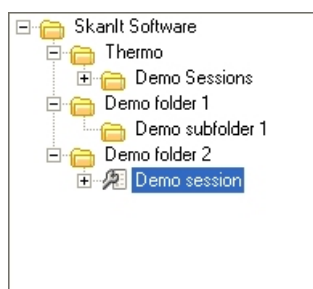 SkanIt Software
Thermo
Demo Sessions
Demo folder 1
Demo subfolder 1
Demo folder 2
Demo session